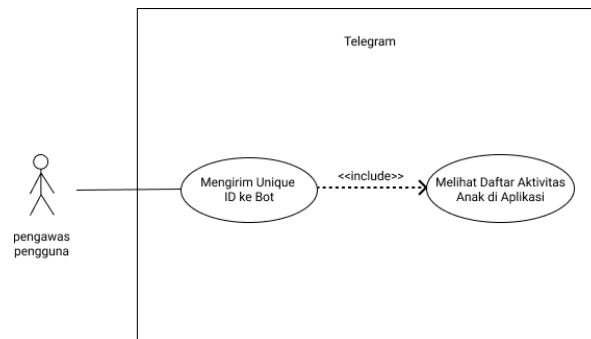 Telegram
<<include>>
Mengirim Unique
ID ke Bot
Melihat Daftar Aktivitas
Anak di Aplikasi
pengawas
pengguna